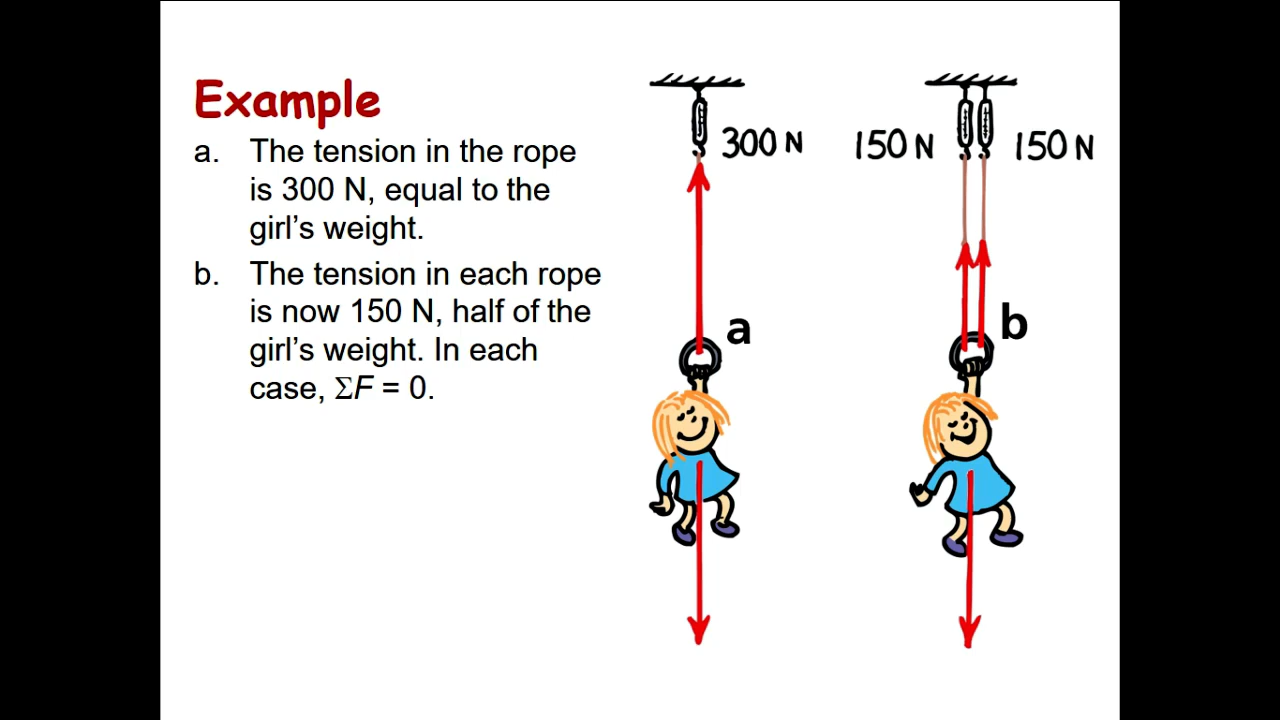 Example
a. The tension in the rope
is 300 N, equal to the
girl’s weight.
b. The tension in each rope
is now 150 N, half of the
girl’s weight. In each
case, ΣF = 0.
300 N
a
150 N
150 N
b